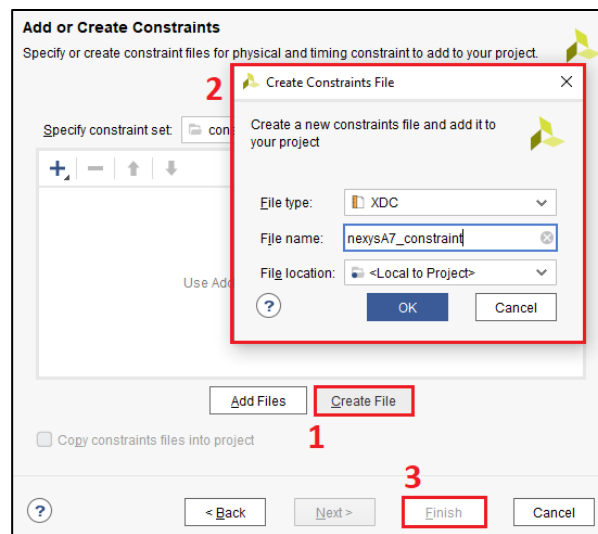 Add or Create Constraints
Specify or create constraint files for physical and timing constraint to add to your project.
2
Create Constraints File
Create a new constraints file and add it to
your project
Specify constraint set:
File type: XDC
File name: nexysA7_constraint
File location: <Local to Project>
? OK Cancel
Add Files Create File
1
Copy constraints files into project
3
? < Back Next > Finish Cancel